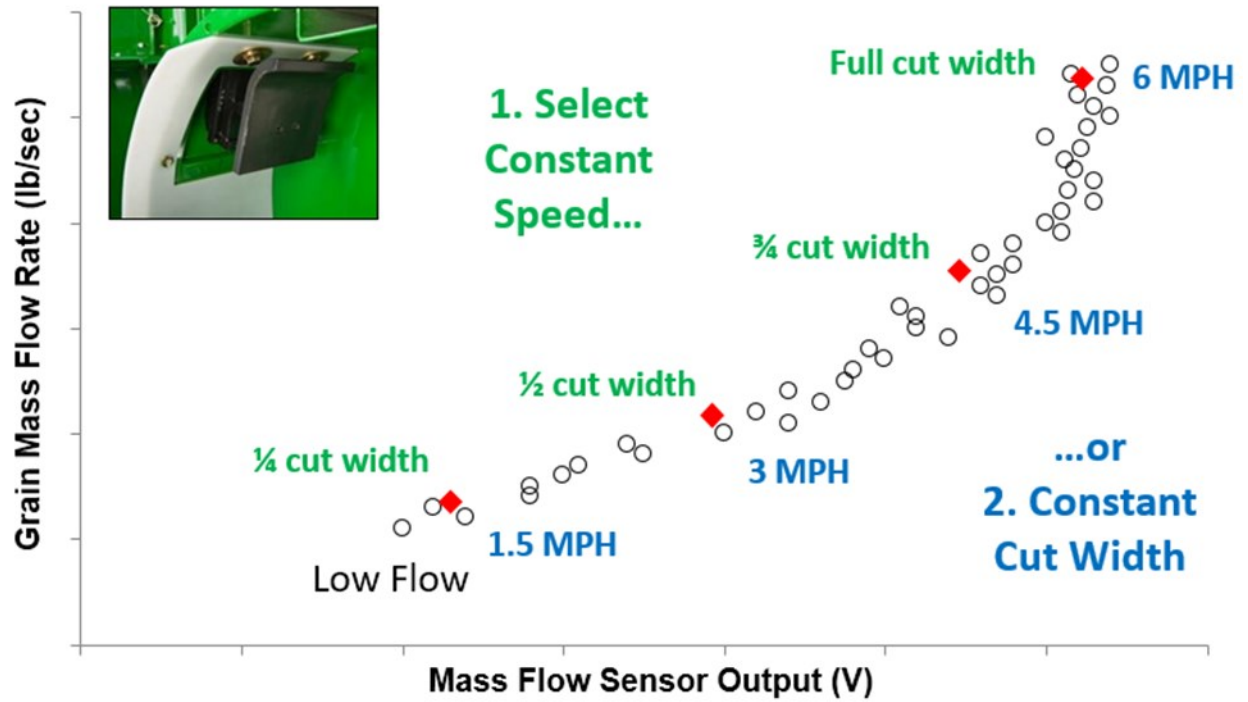 Full cut width
6 MPH
1. Select
Constant
Speed…
¾ cut width
4.5 MPH
½ cut width
3 MPH
¼ cut width
1.5 MPH
Low Flow
…or
2. Constant
Cut Width
Grain Mass Flow Rate (lb/sec)
Mass Flow Sensor Output (V)